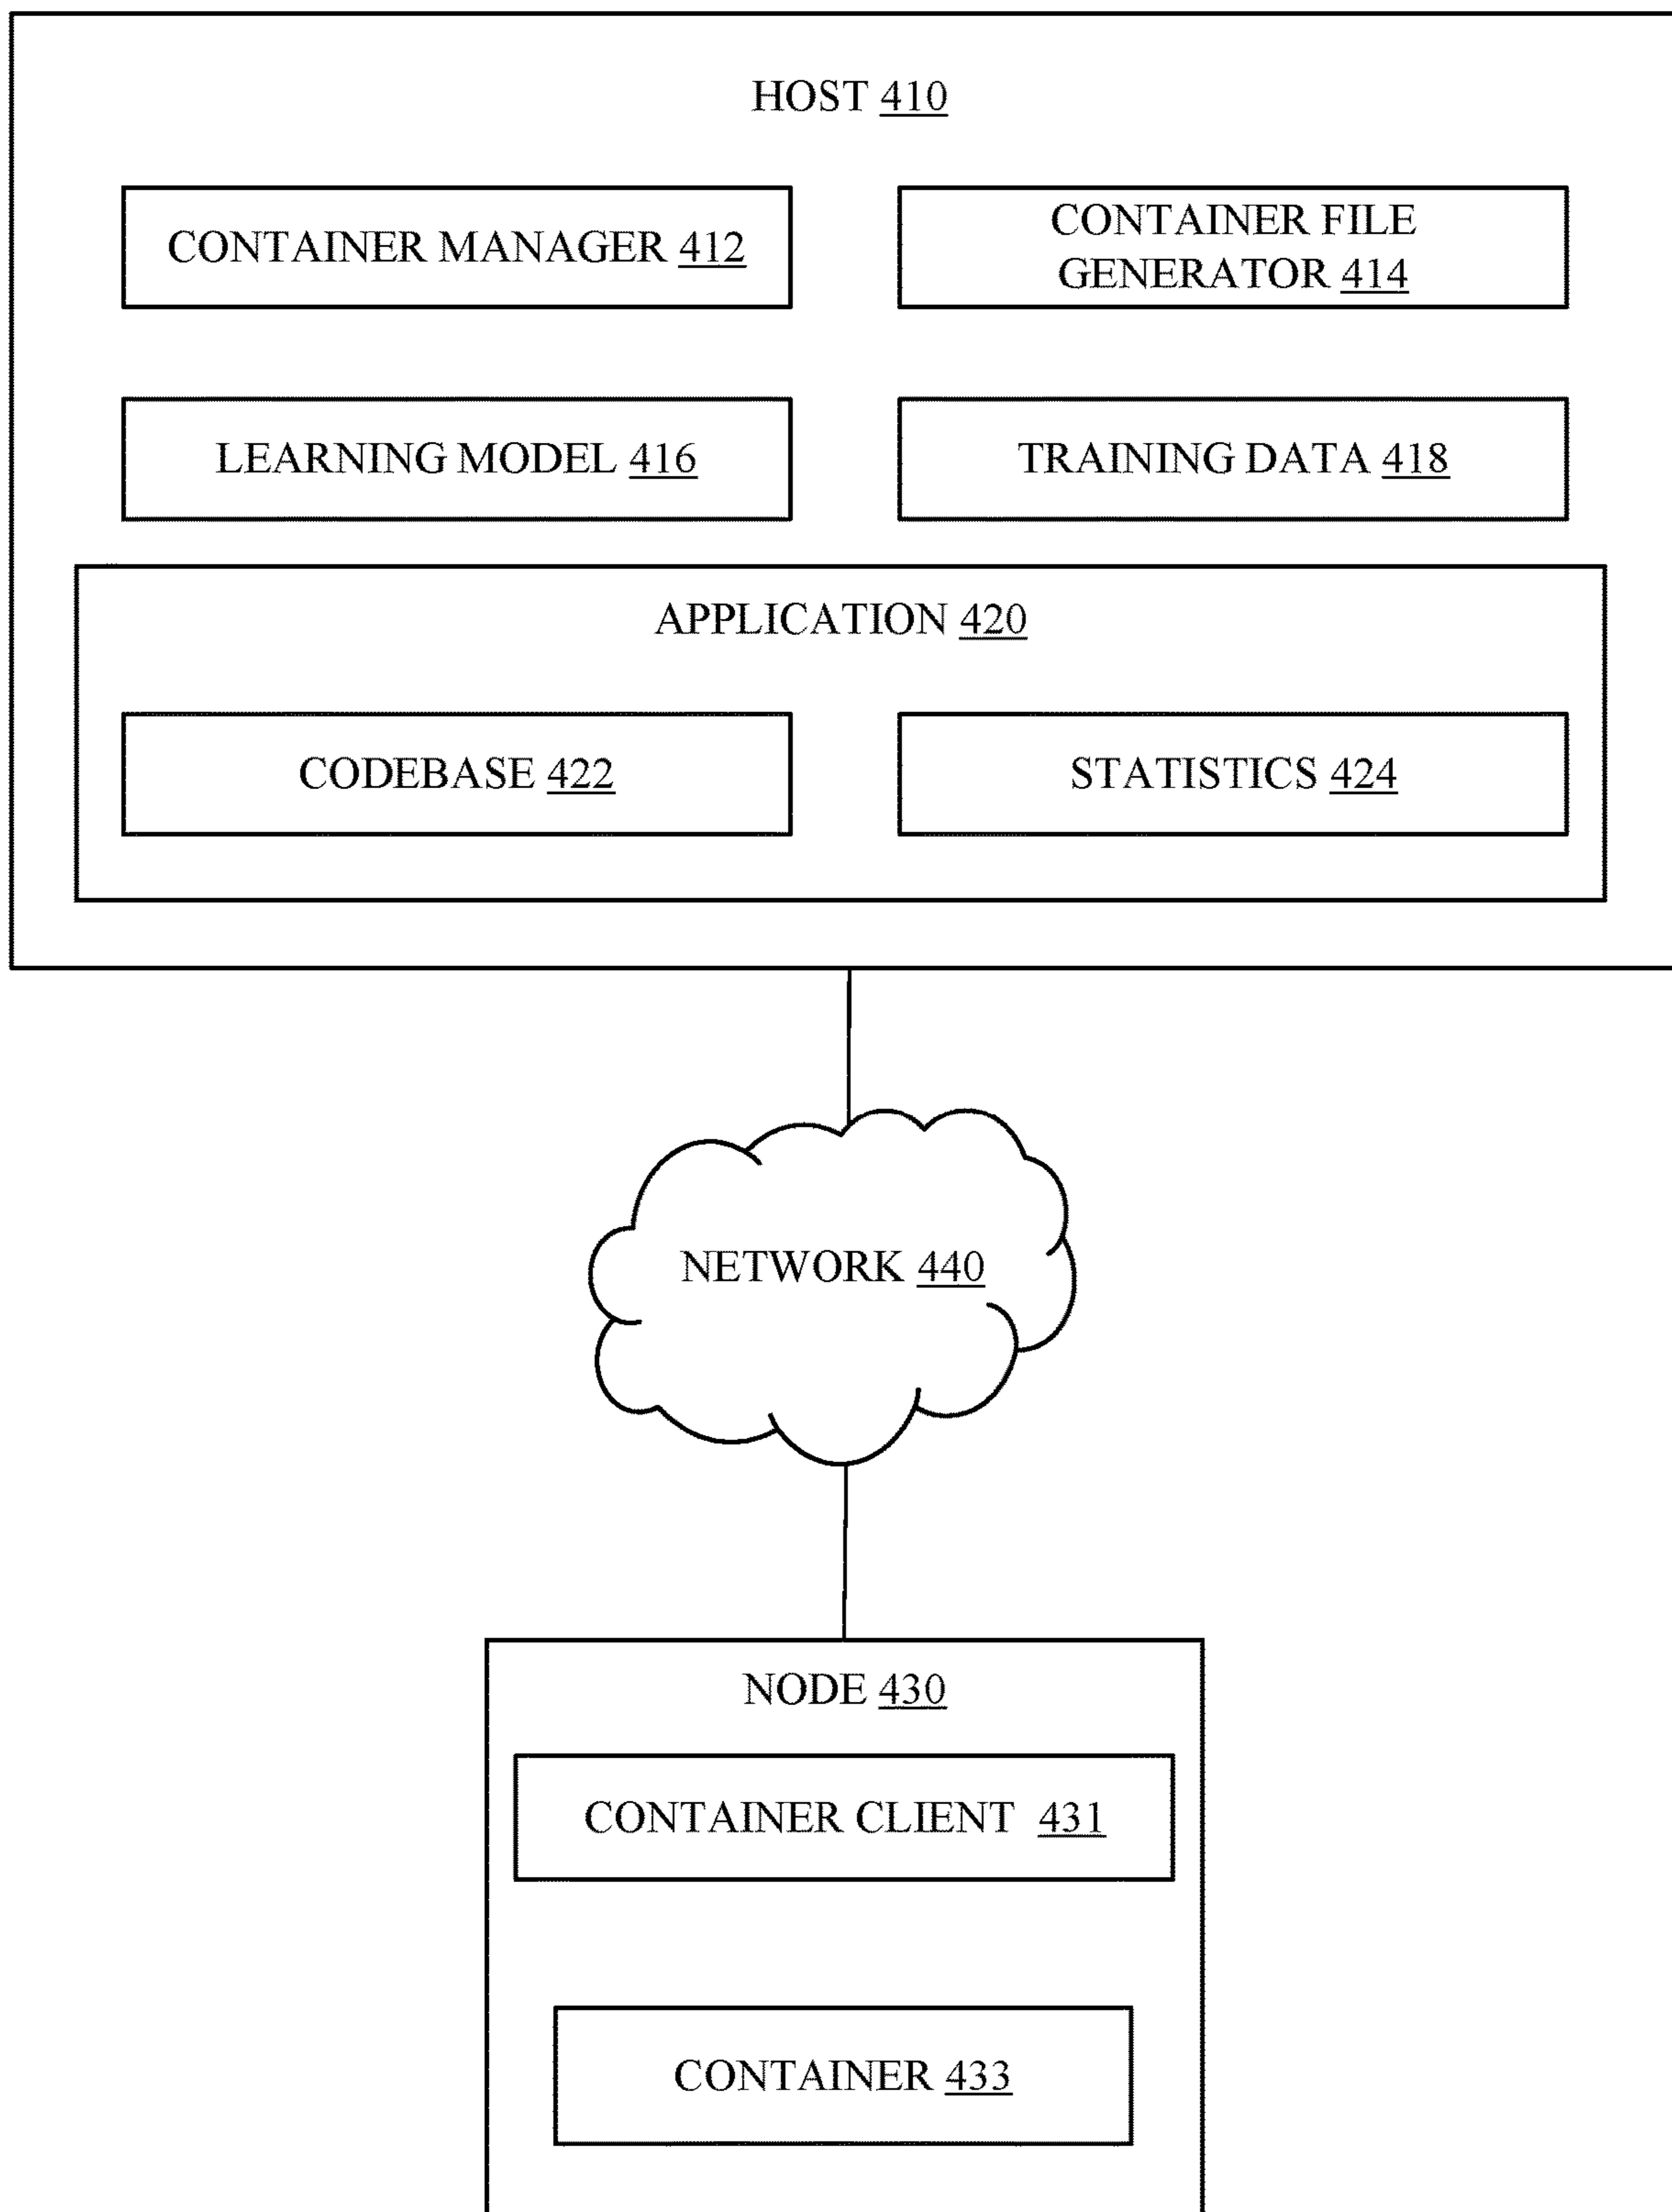 HOST 410
CONTAINER MANAGER 412
CONTAINER FILE
GENERATOR 414
LEARNING MODEL 416
TRAINING DATA 418
APPLICATION 420
CODEBASE 422
STATISTICS 424
NETWORK 440
NODE 430
CONTAINER CLIENT 431
CONTAINER 433